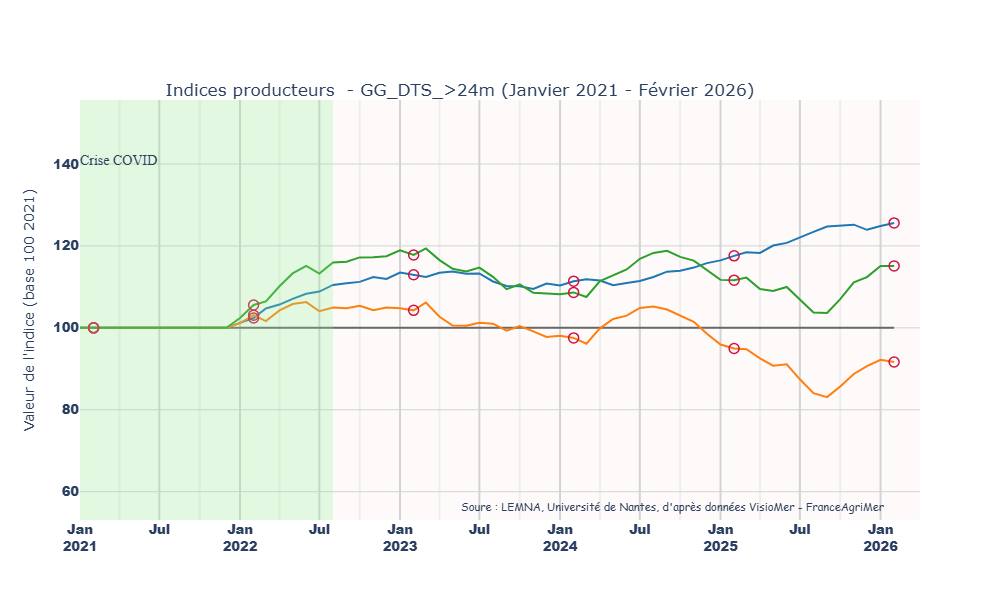 Indices producteurs - GG_DTS_>24m (Janvier 2021 - Février 2026)
Valeur de l'indice (base 100 2021)
140
120
100
80
60
Crise COVID
Soure : LEMNA, Université de Nantes, d'après données VisioMer - FranceAgriMer
Jan Jul Jan Jul Jan Jul Jan Jul Jan Jul Jan
2021 2022 2023 2024 2025 2026